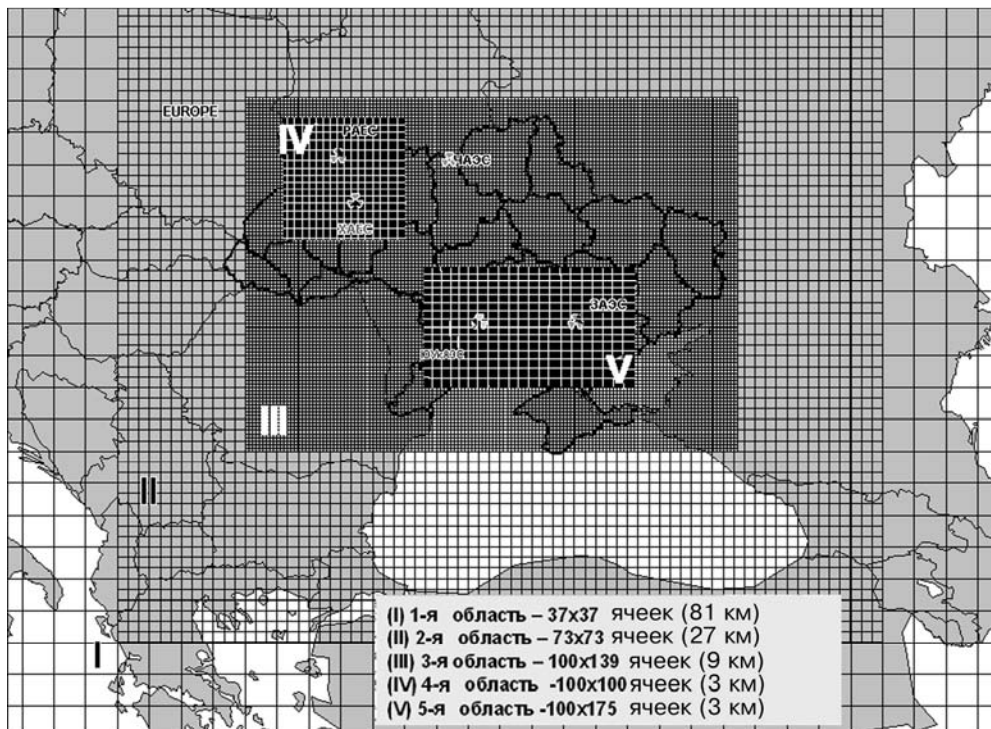 EUROPE
IV
РАЕС
ІАЭС
ХАЕС
ЗАЭС
V
III
II
(I) 1-я область – 37x37 ячеек (81 км)
(II) 2-я область – 73x73 ячеек (27 км)
(III) 3-я область – 100x139 ячеек (9 км)
I
(IV) 4-я область -100x100 ячеек (3 км)
(V) 5-я область -100x175 ячеек (3 км)